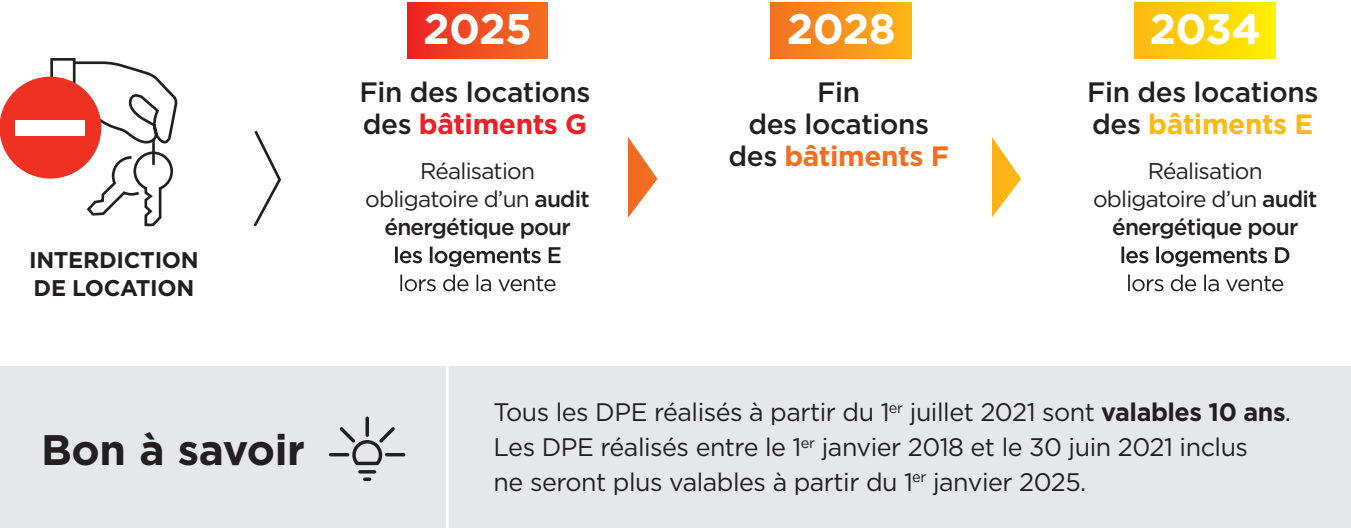 INTERDICTION
DE LOCATION
2025
Fin des locations
des bâtiments G
Réalisation
obligatoire d’un audit
énergétique pour
les logements E
lors de la vente
2028
Fin
des locations
des bâtiments F
2034
Fin des locations
des bâtiments E
Réalisation
obligatoire d’un audit
énergétique pour
les logements D
lors de la vente
Bon à savoir
Tous les DPE réalisés à partir du 1er juillet 2021 sont valables 10 ans.
Les DPE réalisés entre le 1er janvier 2018 et le 30 juin 2021 inclus
ne seront plus valables à partir du 1er janvier 2025.